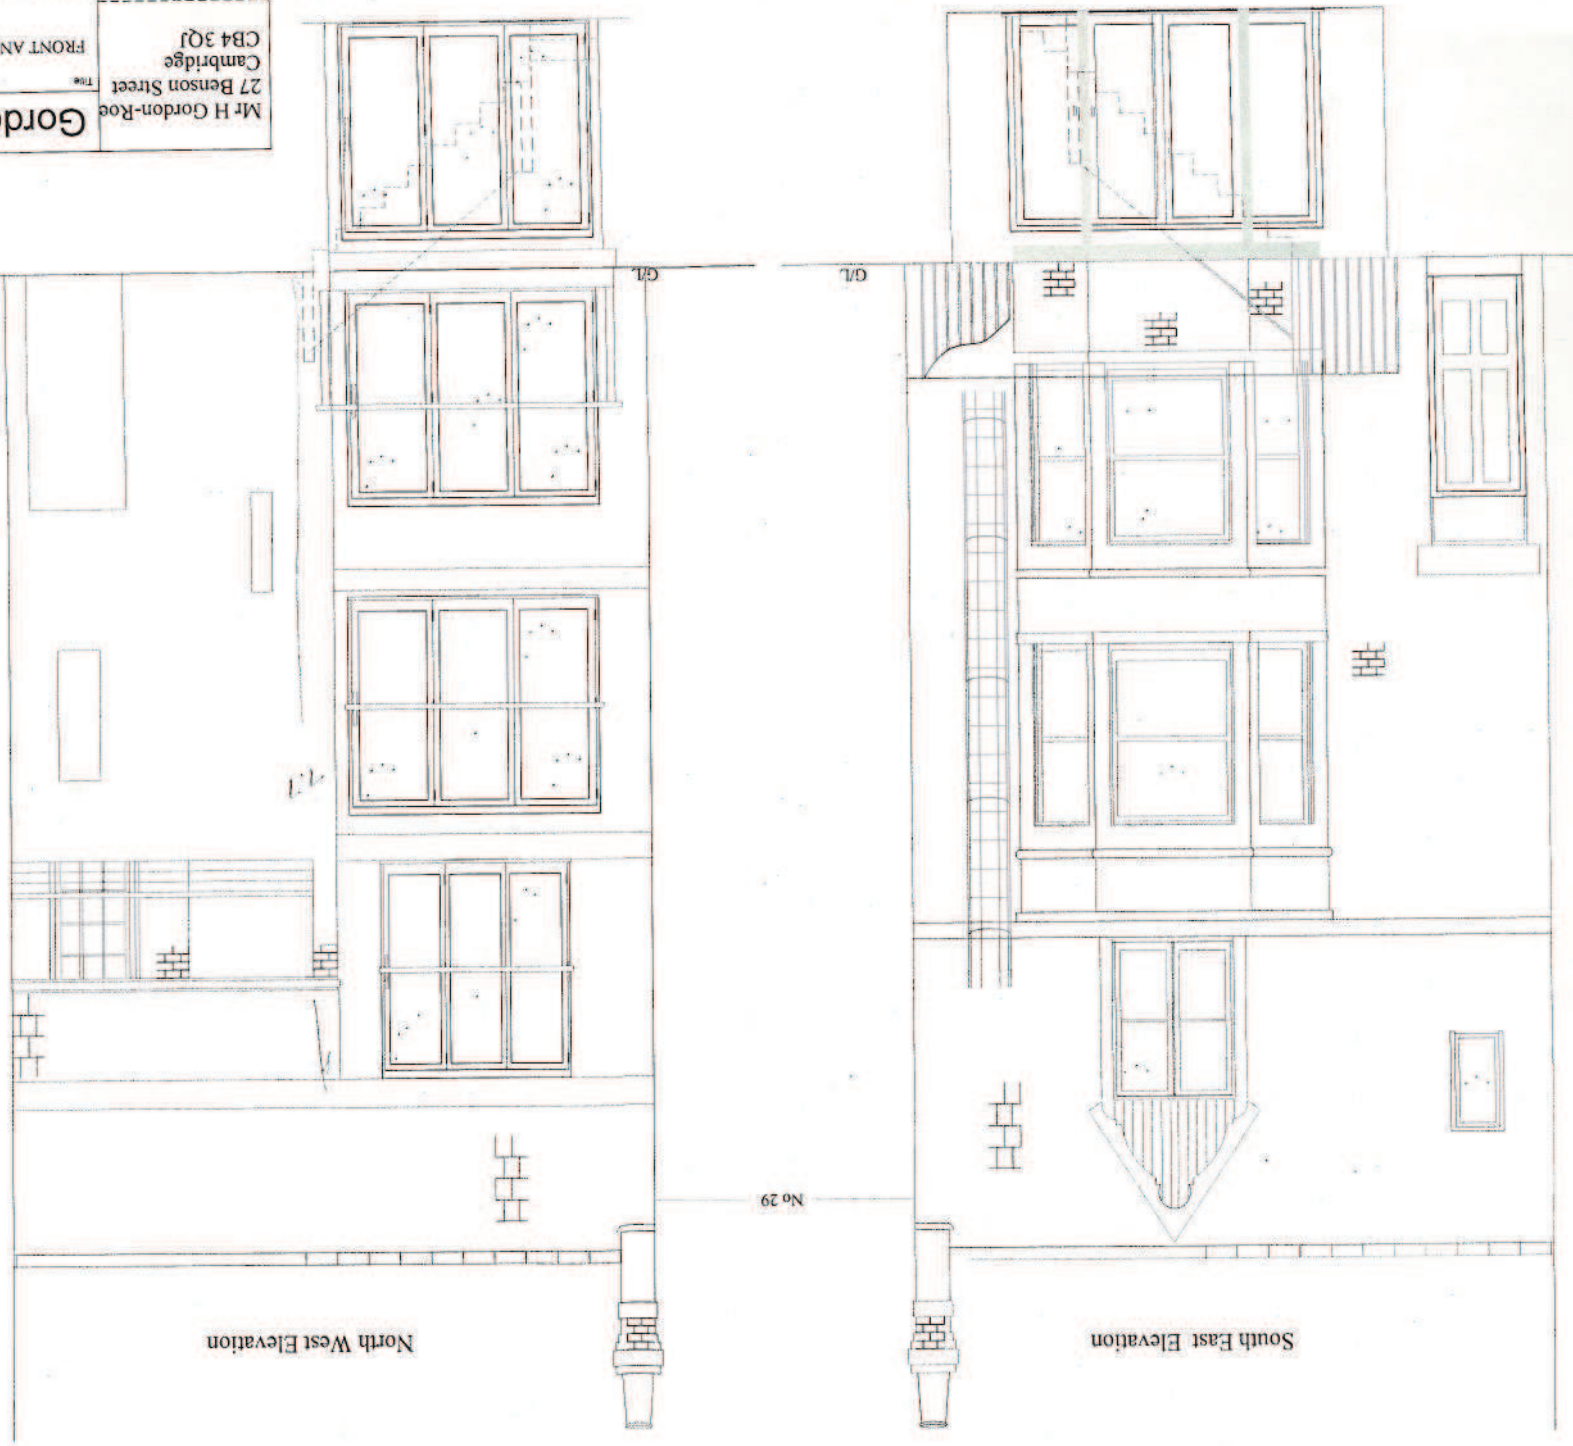 South East Elevation
North West Elevation
No 29
G/L
G/L
Mr H Gordon-Roe
27 Benson Street
Cambridge
CB4 3QJ
Title
FRONT AN